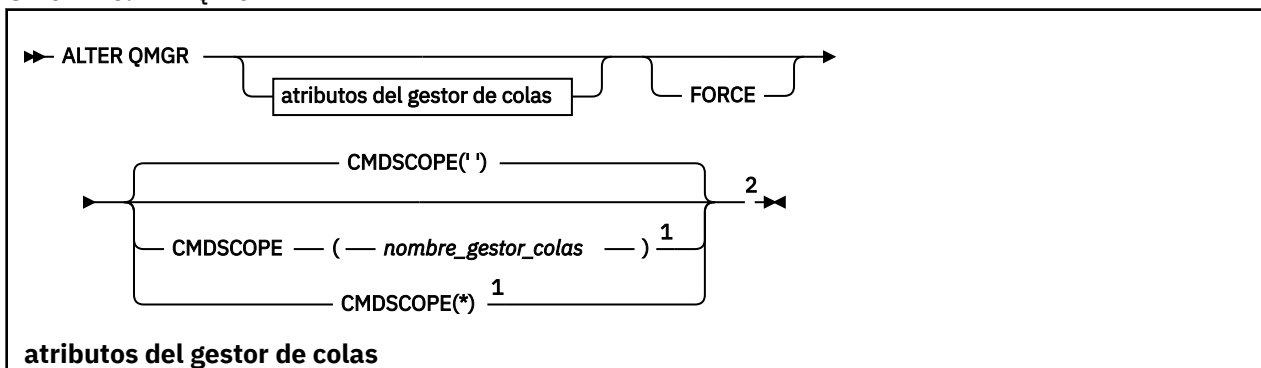 ALTER QMGR
atributos del gestor de colas
FORCE
CMDSCOPE(' ')
2
CMDSCOPE ( nombre_gestor_colas ) 1
CMDSCOPE(*) 1
atributos del gestor de colas